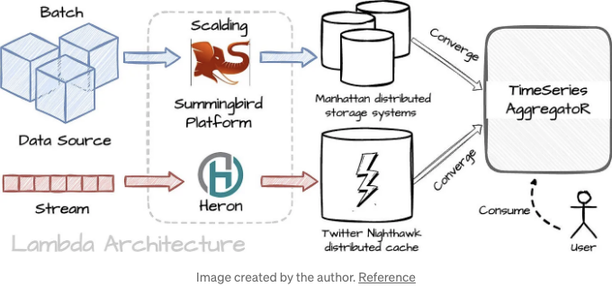 Batch
Data Source
Stream
Scalding
Summingbird
Platform
Heron
Manhattan distributed
storage systems
Twitter Nighthawk
distributed cache
Converge
Converge
TimeSeries
AggregatoR
Consume
User
Lambda Architecture
Image created by the author. Reference